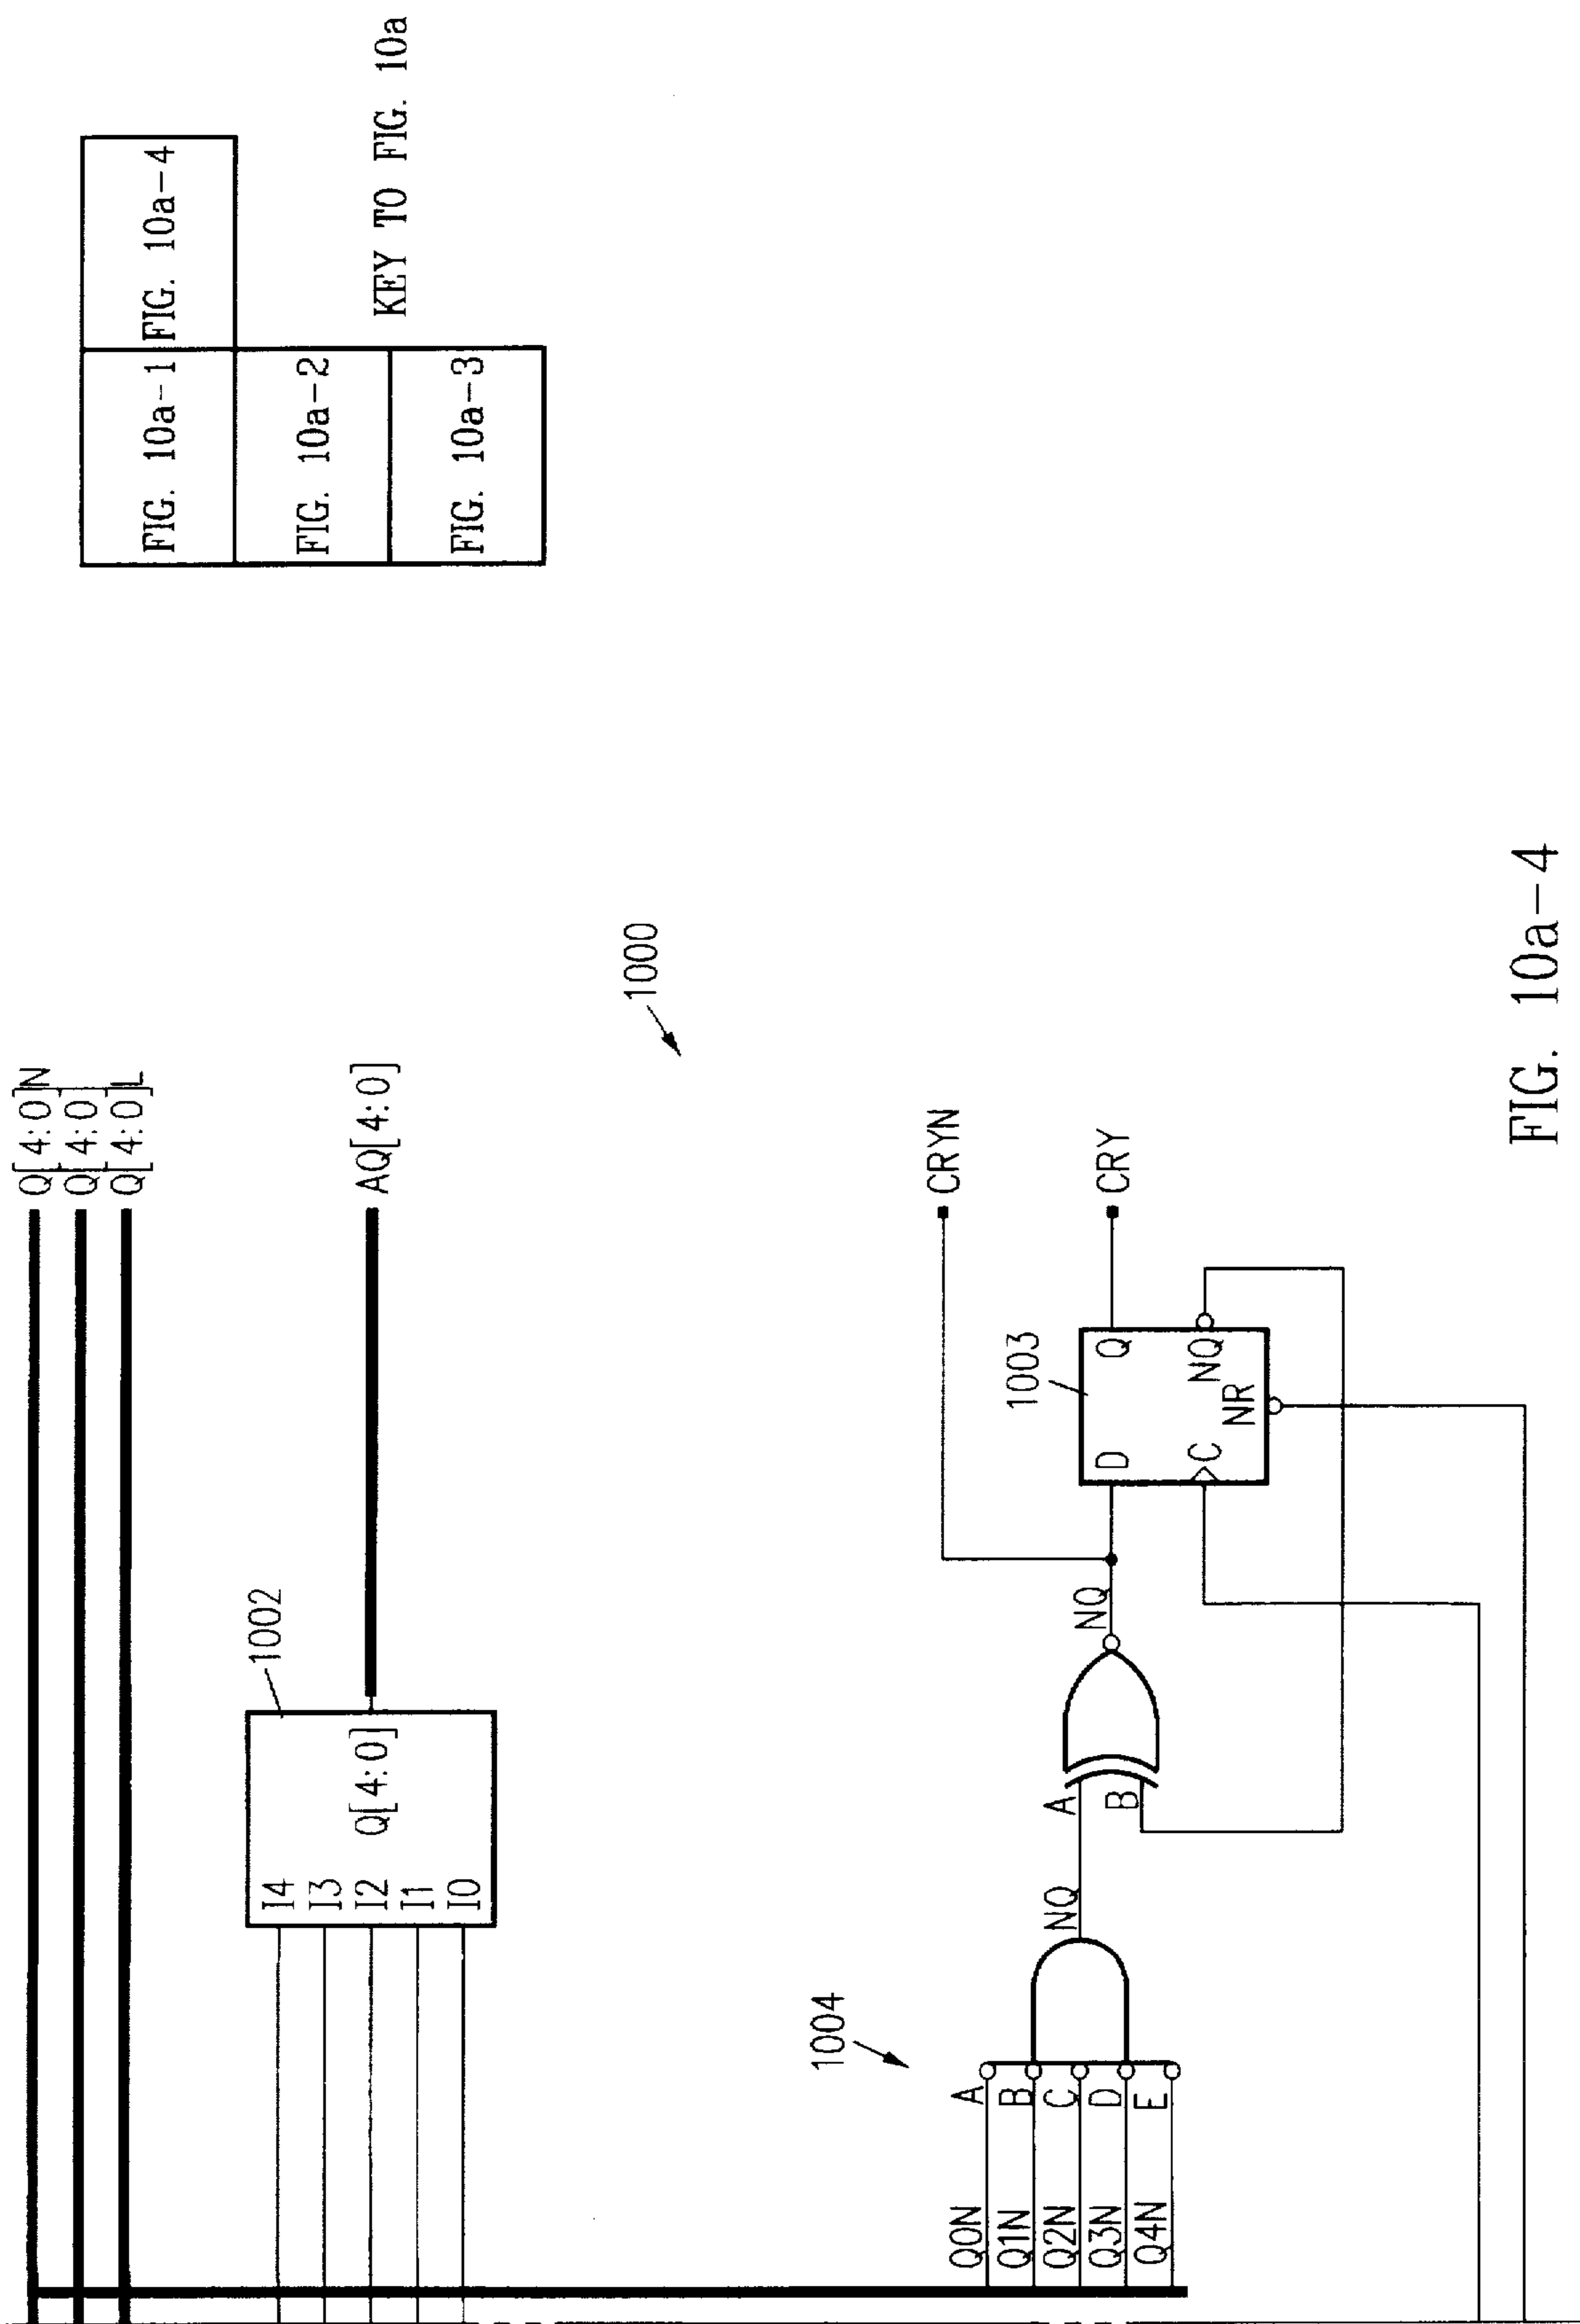 Q[4:0]N
Q[4:0]
Q[4:0]L
1002
I4
I3
I2
I1
I0
Q[4:0]
AQ[4:0]
1000
1004
Q0N
Q1N
Q2N
Q3N
Q4N
A
B
C
D
E
NQ
A
B
NQ
CRYN
1003
D
Q
C
NQ
NR
CRY
FIG. 10a-4
FIG. 10a-1
FIG. 10a-4
FIG. 10a-2
FIG. 10a-3
KEY TO FIG. 10a